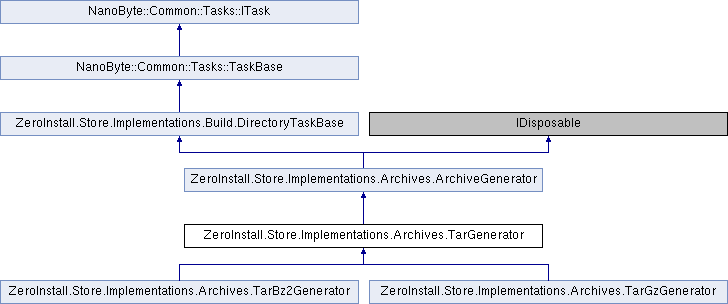 NanoByte::Common::Tasks::ITask
NanoByte::Common::Tasks::TaskBase
ZeroInstall.Store.Implementations.Build.DirectoryTaskBase
IDisposable
ZeroInstall.Store.Implementations.Archives.ArchiveGenerator
ZeroInstall.Store.Implementations.Archives.TarGenerator
ZeroInstall.Store.Implementations.Archives.TarBz2Generator
ZeroInstall.Store.Implementations.Archives.TarGzGenerator